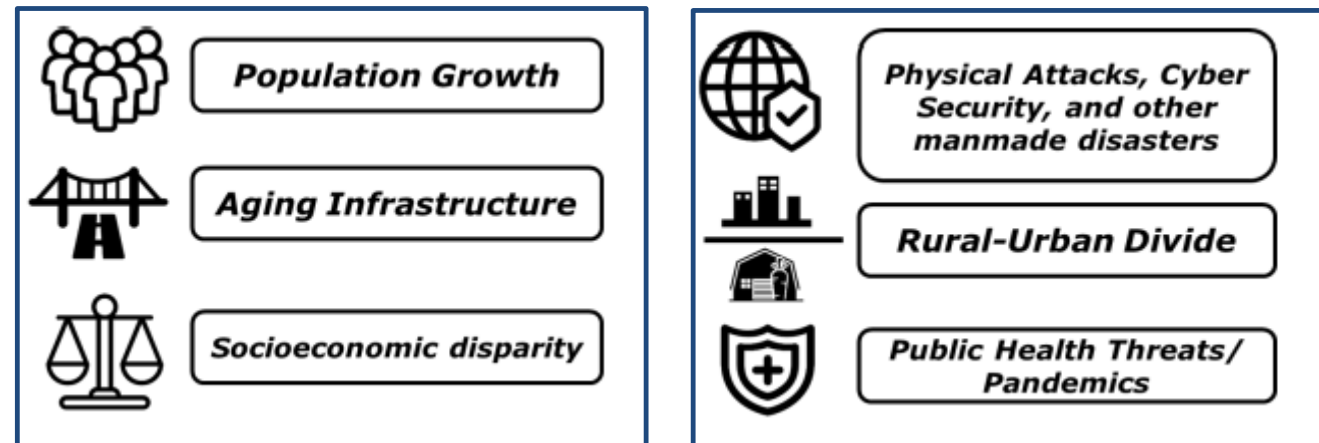 Population Growth
Aging Infrastructure
Socioeconomic disparity
Physical Attacks, Cyber
Security, and other
manmade disasters
Rural-Urban Divide
Public Health Threats/
Pandemics